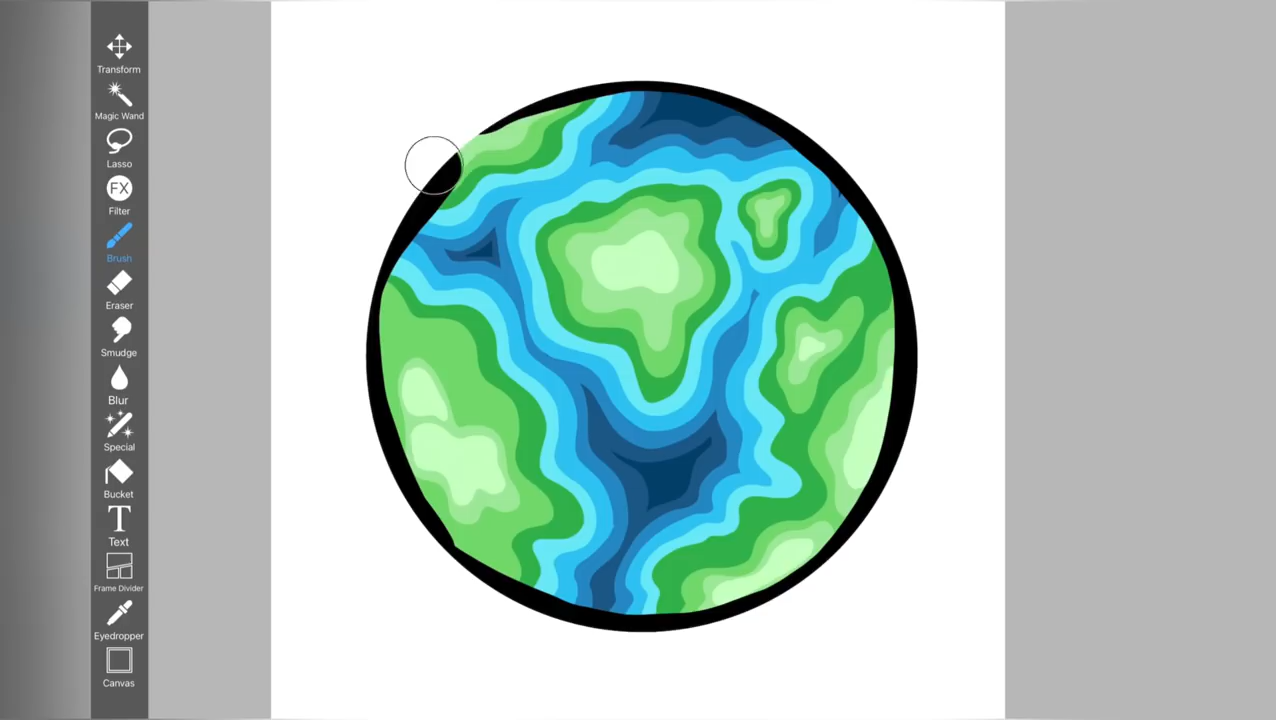 Transform
Magic Wand
Lasso
FX
Filter
Brush
Eraser
Smudge
Blur
Special
Bucket
T
Text
Frame Divider
Eyedropper
Canvas